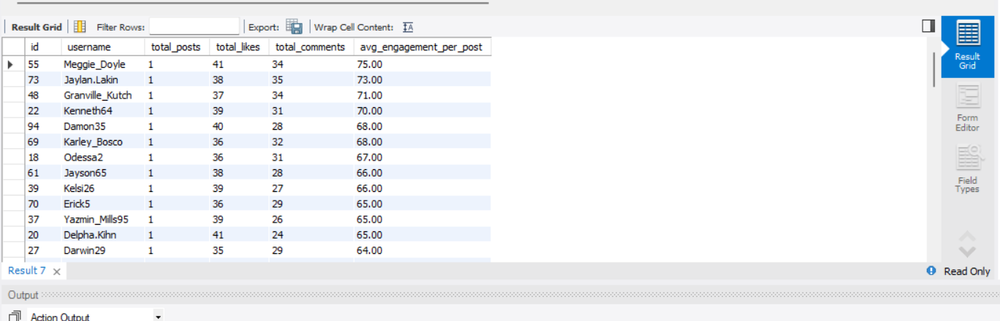 Result Grid Filter Rows: Export: Wrap Cell Content: IA
id username total_posts total_likes total_comments avg_engagement_per_post
55 Meggie_Doyle 1 41 34 75.00
73 Jaylan.Lakin 1 38 35 73.00
48 Granville_Kutch 1 37 34 71.00
22 Kenneth64 1 39 31 70.00
94 Damon35 1 40 28 68.00
69 Karley_Bosco 1 36 32 68.00
18 Odessa2 1 36 31 67.00
61 Jayson65 1 38 28 66.00
39 Kelsi26 1 39 27 66.00
70 Erick5 1 36 29 65.00
37 Yazmin_Mills95 1 39 26 65.00
20 Delpha.Kihn 1 41 24 65.00
27 Darwin29 1 35 29 64.00
Result
Grid
Form
Editor
Field
Types
Result 7 ×
Read Only
Output
Action Output